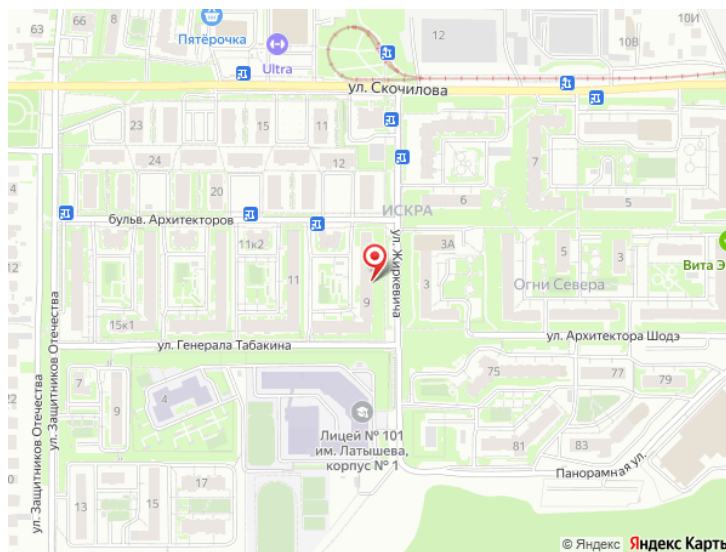 63
66
Пятёрочка
Ultra
12
10В
10И
ул. Скочилова
23
15
11
24
12
20
7
6
5
4
ИСКРА
бульв. Архитекторов
11к2
3А
5
3
Вита Э
12
11
9
3
Огни Севера
ул. Жиркевича
15к1
ул. Генерала Табакина
ул. Архитектора Шодэ
ул. Защитников Отечества
ул. Защитников Отечества
7
9
4
75
77
79
Лицей № 101
им. Латышева,
корпус № 1
81
83
Панорамная ул.
13
15
17
© Яндекс Яндекс Карты